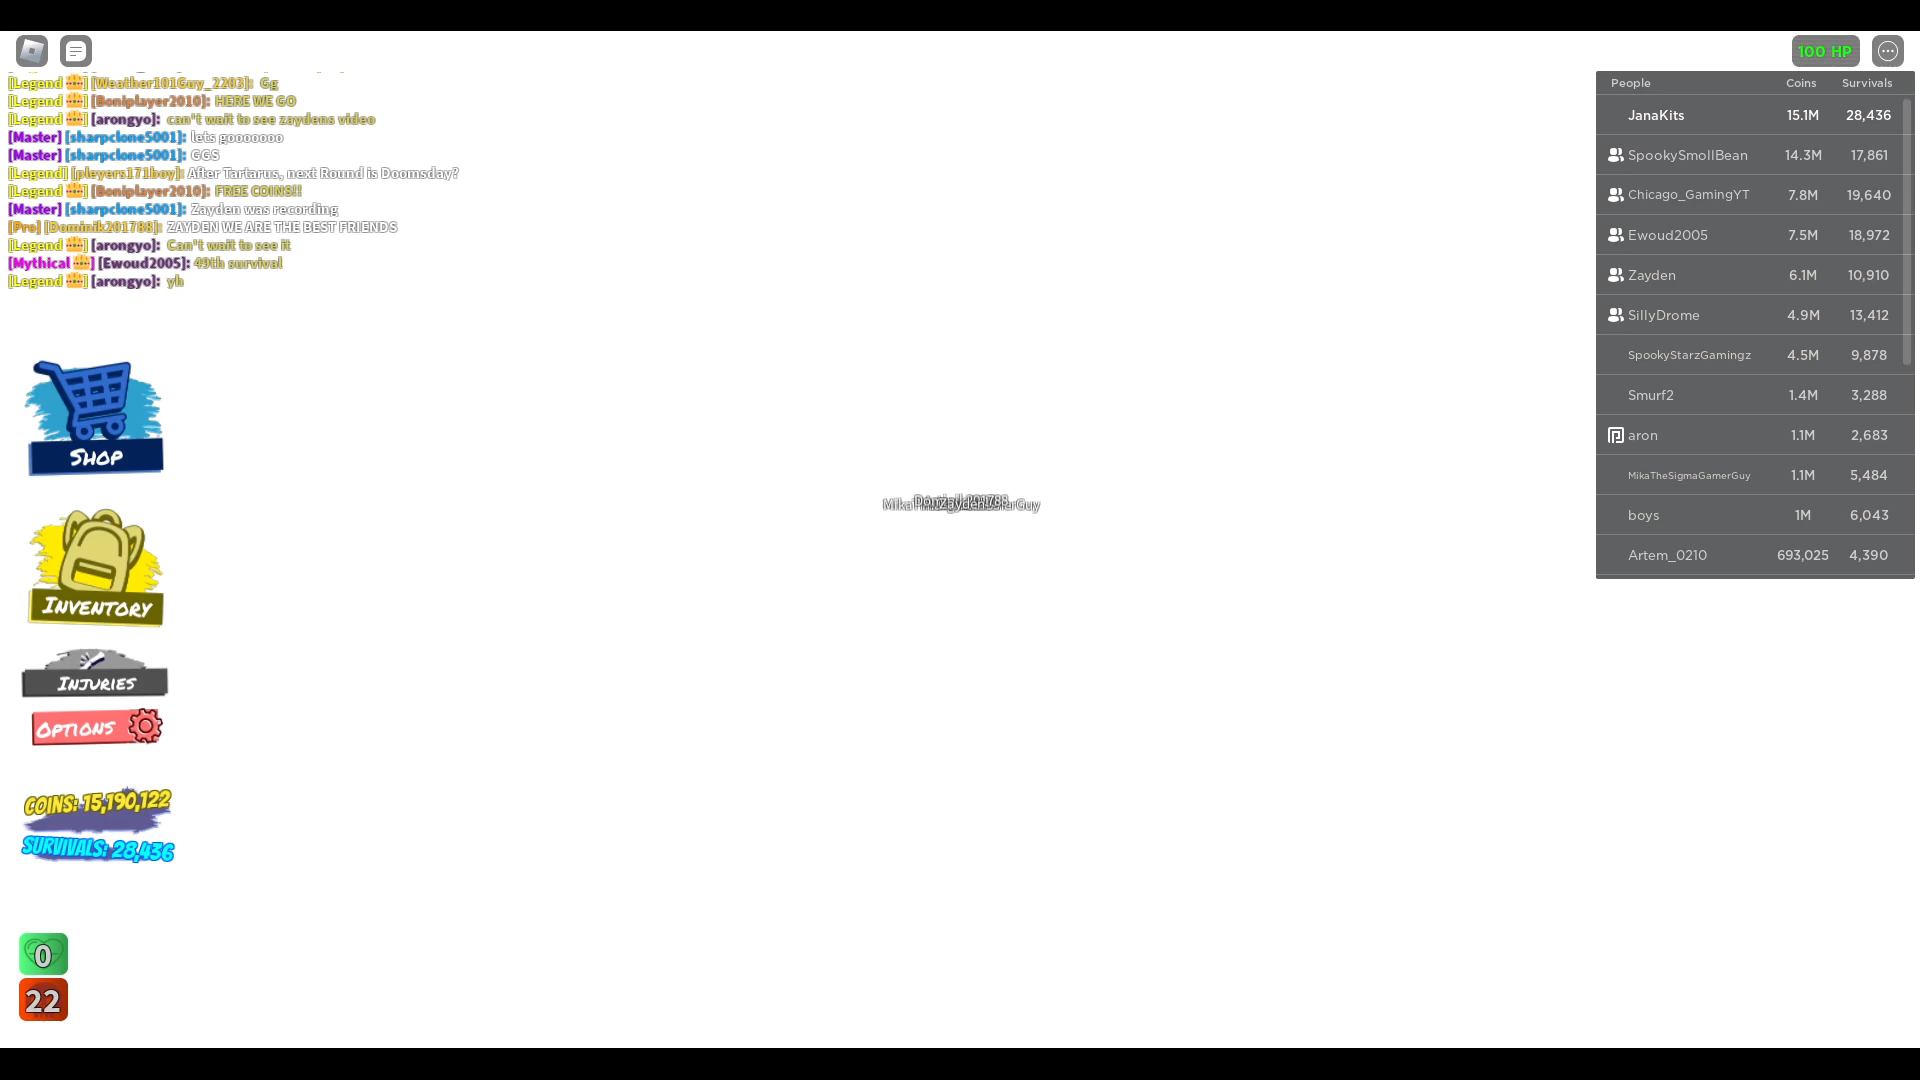 100 HP
[Legend] [Weather101Guy_2203]: Gg
[Legend] [Boniplayer2010]: HERE WE GO
[Legend] [arongyo]: can't wait to see zaydens video
[Master] [sharpclone5001]: lets gooooooo
[Master] [sharpclone5001]: GGS
[Legend] [pleyers171boy]: After Tartarus, next Round is Doomsday?
[Legend] [Boniplayer2010]: FREE COINS!!
[Master] [sharpclone5001]: Zayden was recording
[Pro] [Dominik201788]: ZAYDEN WE ARE THE BEST FRIENDS
[Legend] [arongyo]: Can't wait to see it
[Mythical] [Ewoud2005]: 49th survival
[Legend] [arongyo]: yh
People Coins Survivals
JanaKits 15.1M 28,436
SpookySmollBean 14.3M 17,861
Chicago_GamingYT 7.8M 19,640
Ewoud2005 7.5M 18,972
Zayden 6.1M 10,910
SillyDrome 4.9M 13,412
SpookyStarzGamingz 4.5M 9,878
Smurf2 1.4M 3,288
aron 1.1M 2,683
MikaTheSigmaGamerGuy 1.1M 5,484
boys 1M 6,043
Artem_0210 693,025 4,390
SHOP
INVENTORY
INJURIES
OPTIONS
COINS: 15,190,122
SURVIVALS: 28,436
0
22